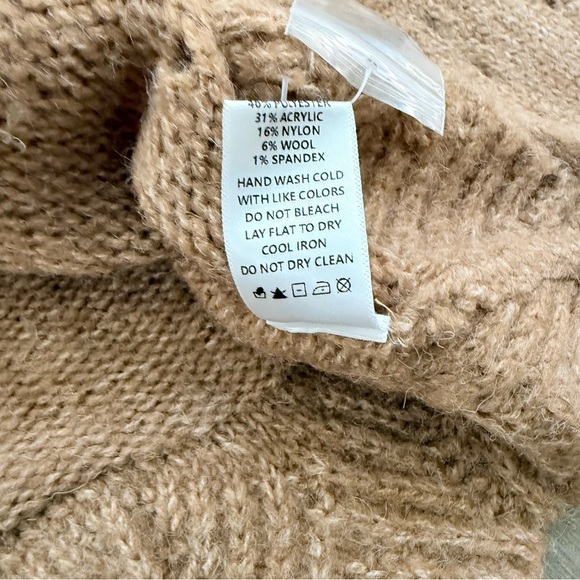 46% POLYESTER
31% ACRYLIC
16% NYLON
6% WOOL
1% SPANDEX
HAND WASH COLD
WITH LIKE COLORS
DO NOT BLEACH
LAY FLAT TO DRY
COOL IRON
DO NOT DRY CLEAN